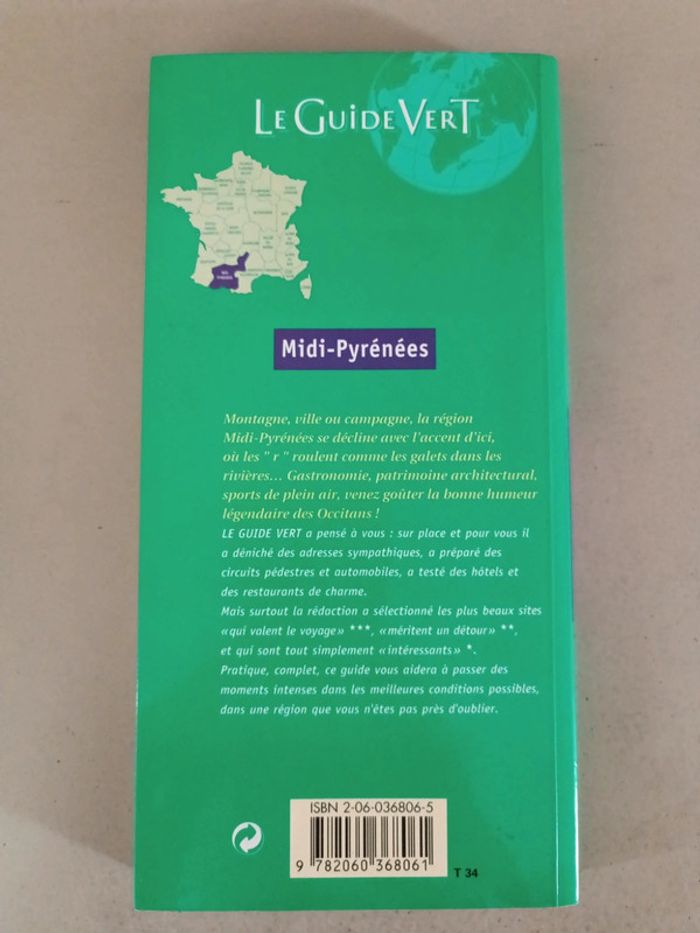 LE GUIDE VERT
MIDI-
PYRÉNÉES
Midi-Pyrénées
Montagne, ville ou campagne, la région
Midi-Pyrénées se décline avec l'accent d'ici,
où les " r " roulent comme les galets dans les
rivières... Gastronomie, patrimoine architectural,
sports de plein air, venez goûter la bonne humeur
légendaire des Occitans !
LE GUIDE VERT a pensé à vous : sur place et pour vous il
a déniché des adresses sympathiques, a préparé des
circuits pédestres et automobiles, a testé des hôtels et
des restaurants de charme.
Mais surtout la rédaction a sélectionné les plus beaux sites
«qui valent le voyage» ***, «méritent un détour» **,
et qui sont tout simplement «intéressants» *.
Pratique, complet, ce guide vous aidera à passer des
moments intenses dans les meilleures conditions possibles,
dans une région que vous n'êtes pas près d'oublier.
ISBN 2-06-036806-5
9 782060 368061
T 34